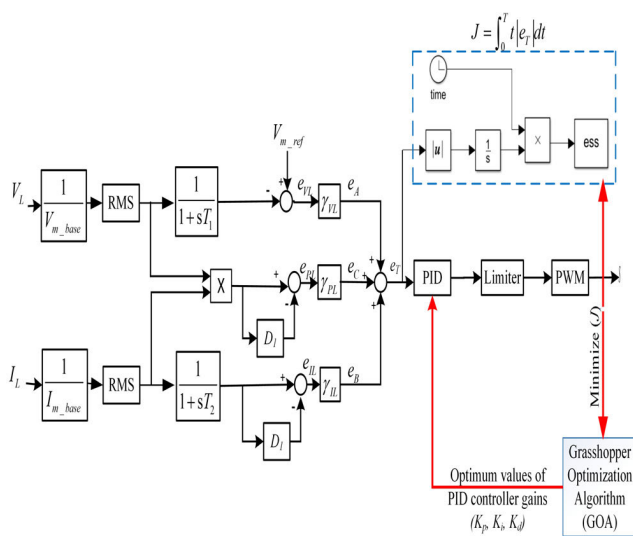 J = ∫₀ᵀ t|e_T|dt
time
|u|
1/s
×
ess
V_m_ref
V_L
1/V_m_base
RMS
1/1+sT₁
-
+
e_VL
γ_VL
e_A
X
+
-
e_PL
γ_PL
e_C
+
+
+
e_T
PID
Limiter
PWM
D_l
I_L
1/I_m_base
RMS
1/1+sT₂
+
-
e_IL
γ_IL
e_B
D_l
Minimize (J)
Optimum values of
PID controller gains
(K_p, K_i, K_d)
Grasshopper
Optimization
Algorithm
(GOA)